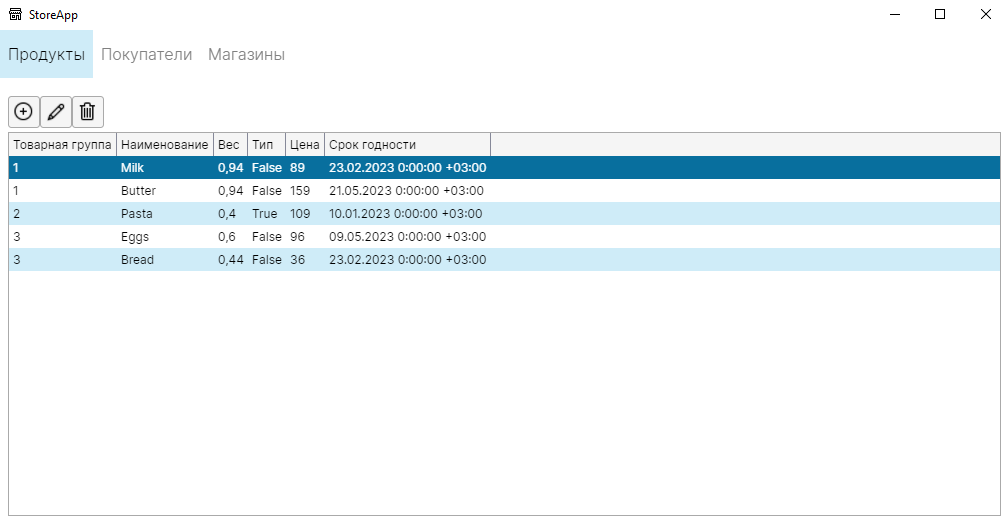 StoreApp
Продукты Покупатели Магазины
Товарная группа Наименование Вес Тип Цена Срок годности
1 Milk 0,94 False 89 23.02.2023 0:00:00 +03:00
1 Butter 0,94 False 159 21.05.2023 0:00:00 +03:00
2 Pasta 0,4 True 109 10.01.2023 0:00:00 +03:00
3 Eggs 0,6 False 96 09.05.2023 0:00:00 +03:00
3 Bread 0,44 False 36 23.02.2023 0:00:00 +03:00